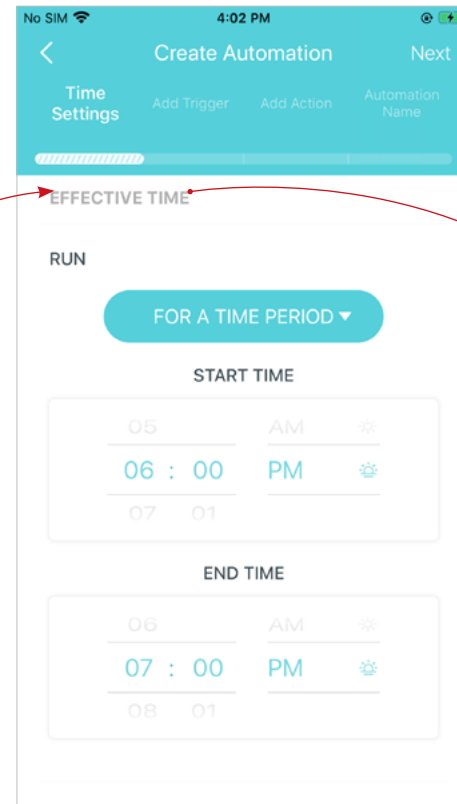 No SIM 4:02 PM
Create Automation Next
Time Settings Add Trigger Add Action Automation Name
EFFECTIVE TIME
RUN
FOR A TIME PERIOD
START TIME
05 AM
06 : 00 PM
07 01
END TIME
06 AM
07 : 00 PM
08 01